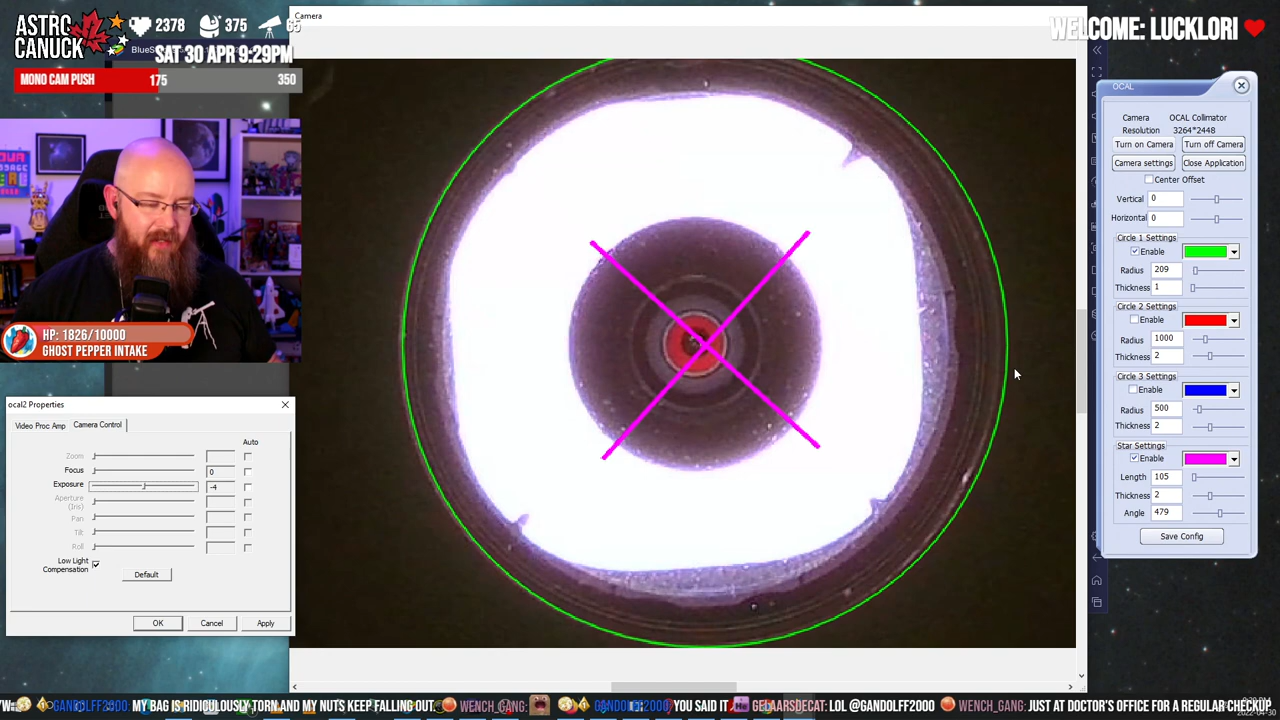 ASTRO
CANUCK
2378
375
65
BlueS
SAT 30 APR 9:29PM
MONO CAM PUSH 175 350
Camera
WELCOME: LUCKLORI
HP: 1826/10000
GHOST PEPPER INTAKE
ocal2 Properties
Video Proc Amp Camera Control
Auto
Zoom
Focus 0
Exposure -4
Aperture
(Iris)
Pan
Tilt
Roll
Low Light
Compensation
Default
OK Cancel Apply
OCAL
Camera OCAL Collimator
Resolution 3264*2448
Turn on Camera Turn off Camera
Camera settings Close Application
Center Offset
Vertical 0
Horizontal 0
Circle 1 Settings
Enable
Radius 209
Thickness 1
Circle 2 Settings
Enable
Radius 1000
Thickness 2
Circle 3 Settings
Enable
Radius 500
Thickness 2
Star Settings
Enable
Length 105
Thickness 2
Angle 479
Save Config
GANDOLFF2000: MY BAG IS RIDICULOUSLY TORN AND MY NUTS KEEP FALLING OUT. WENCH_GANG: GANDOLFF2000: YOU SAID IT GEHAARSDECAT: LOL @GANDOLFF2000 WENCH_GANG: JUST AT DOCTOR'S OFFICE FOR A REGULAR CHECKUP.